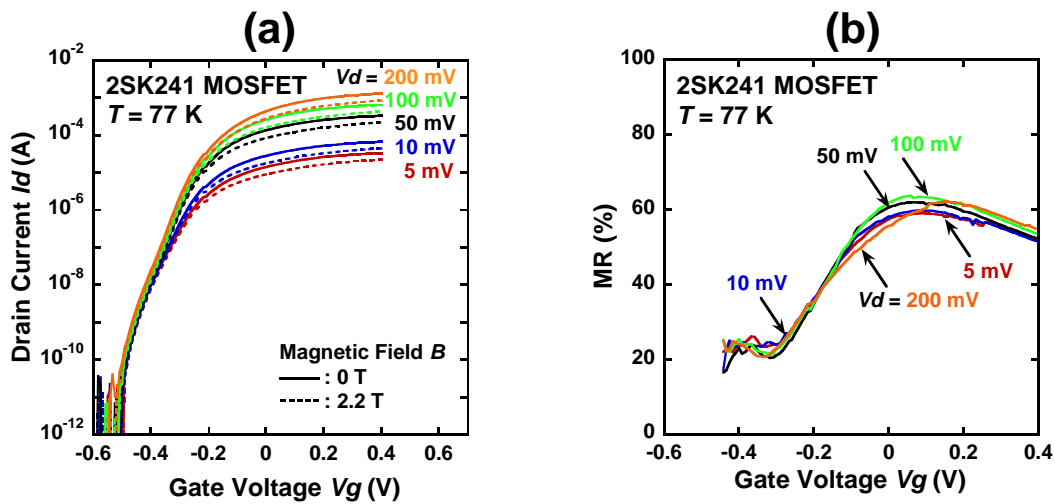 (a)
10⁻²
10⁻⁴
10⁻⁶
10⁻⁸
10⁻¹⁰
10⁻¹²
Drain Current Id (A)
2SK241 MOSFET
T = 77 K
Vd = 200 mV
100 mV
50 mV
10 mV
5 mV
Magnetic Field B
: 0 T
: 2.2 T
-0.6 -0.4 -0.2 0 0.2 0.4 0.6
Gate Voltage Vg (V)
(b)
100
80
60
40
20
0
MR (%)
2SK241 MOSFET
T = 77 K
100 mV
50 mV
5 mV
10 mV
Vd = 200 mV
-0.6 -0.4 -0.2 0 0.2 0.4
Gate Voltage Vg (V)